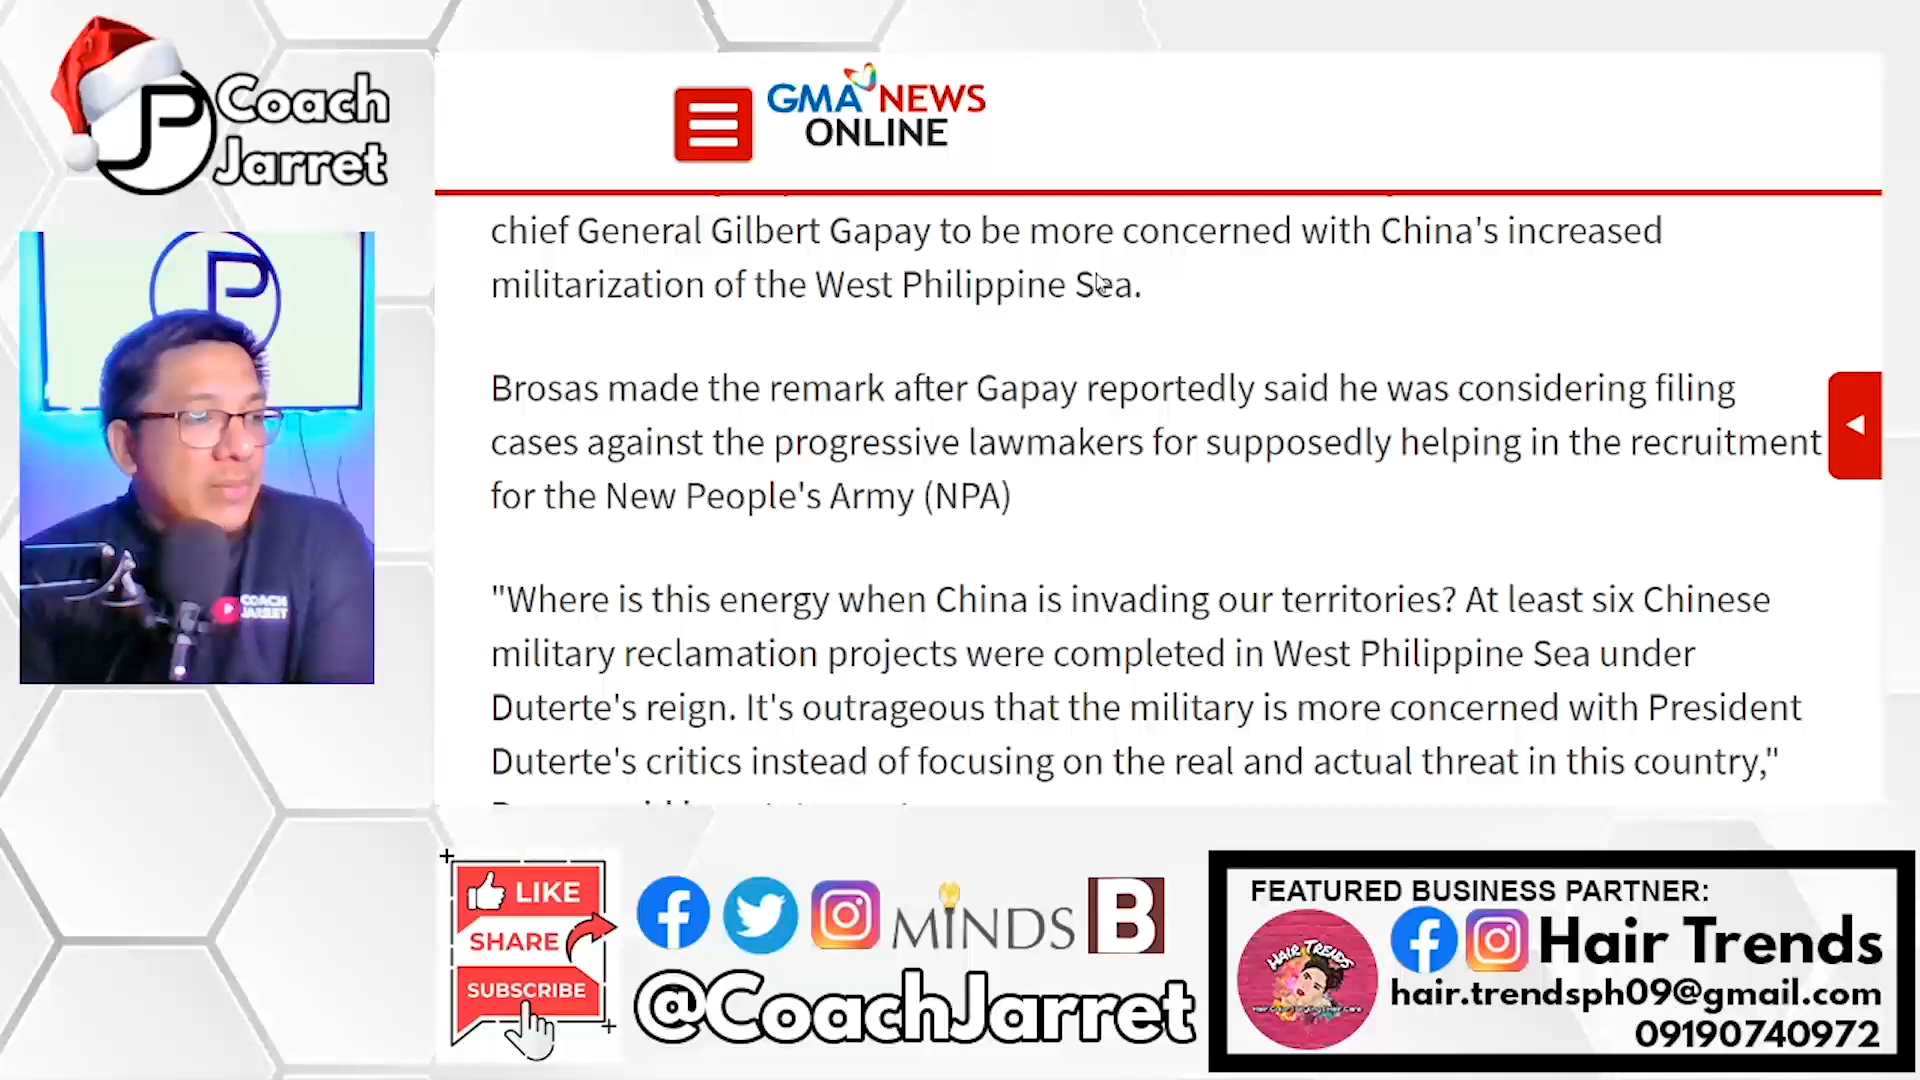 Coach
Jarret
GMA NEWS
ONLINE
chief General Gilbert Gapay to be more concerned with China's increased
militarization of the West Philippine Sea.
Brosas made the remark after Gapay reportedly said he was considering filing
cases against the progressive lawmakers for supposedly helping in the recruitment
for the New People's Army (NPA)
"Where is this energy when China is invading our territories? At least six Chinese
military reclamation projects were completed in West Philippine Sea under
Duterte's reign. It's outrageous that the military is more concerned with President
Duterte's critics instead of focusing on the real and actual threat in this country,"
COACH
JARRET
LIKE
SHARE
SUBSCRIBE
MINDS
B
@CoachJarret
FEATURED BUSINESS PARTNER:
HAIR TRENDS
Hair Trends
hair.trendsph09@gmail.com
09190740972